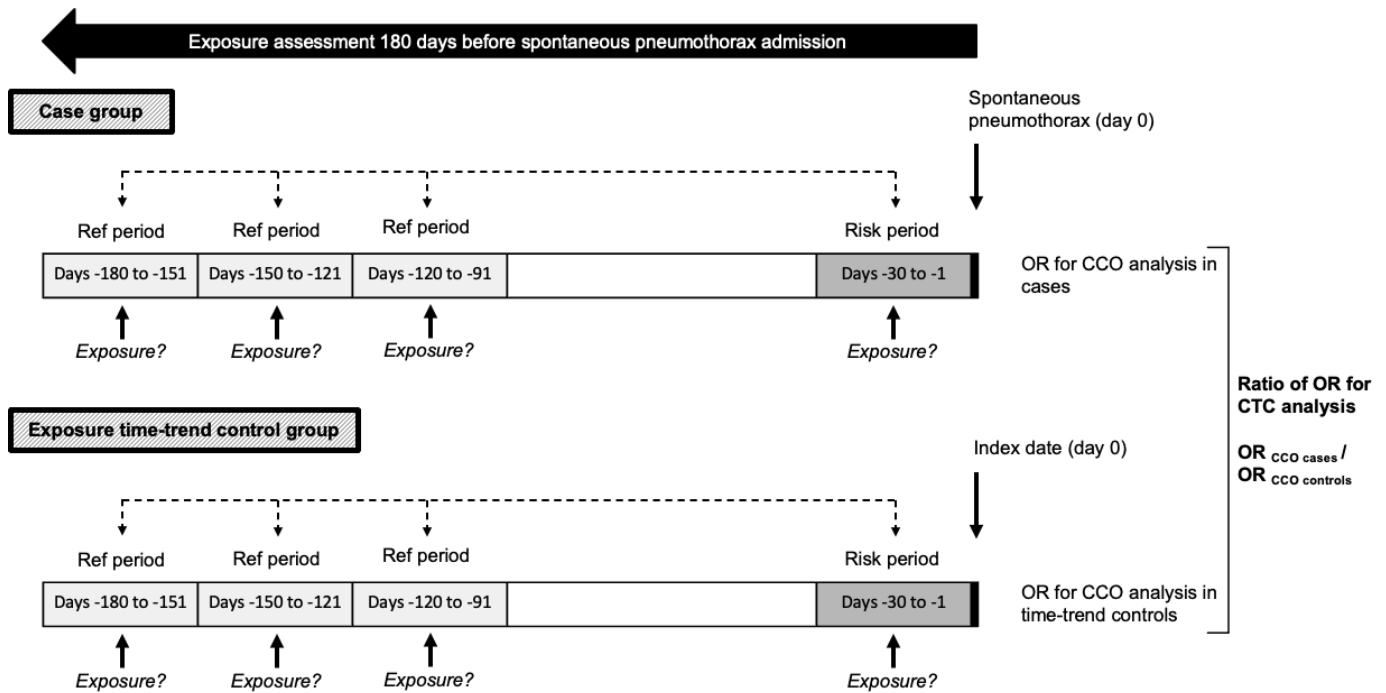 Exposure assessment 180 days before spontaneous pneumothorax admission
Case group
Spontaneous
pneumothorax (day 0)
Ref period
Ref period
Ref period
Risk period
Days -180 to -151
Days -150 to -121
Days -120 to -91
Days -30 to -1
OR for CCO analysis in
cases
Exposure?
Exposure?
Exposure?
Exposure?
Ratio of OR for
CTC analysis
OR CCO cases /
OR CCO controls
Exposure time-trend control group
Index date (day 0)
Ref period
Ref period
Ref period
Risk period
Days -180 to -151
Days -150 to -121
Days -120 to -91
Days -30 to -1
OR for CCO analysis in
time-trend controls
Exposure?
Exposure?
Exposure?
Exposure?